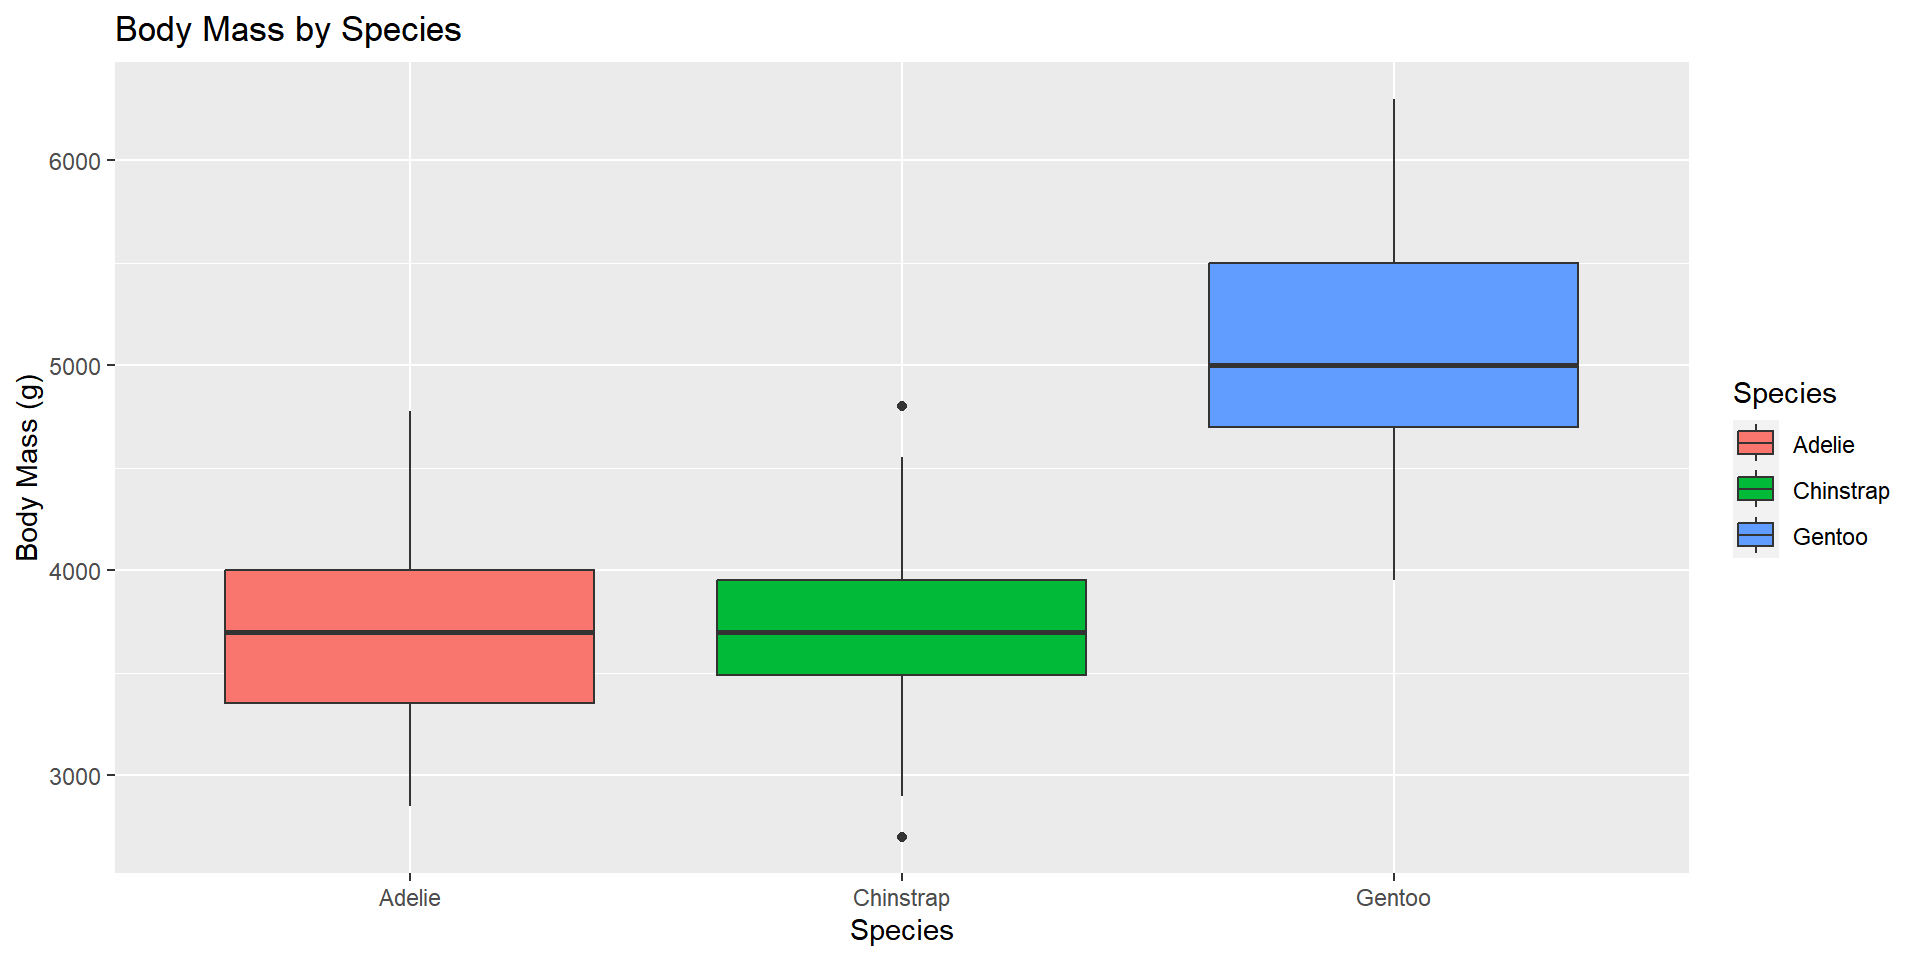 Body Mass by Species
Body Mass (g)
6000
5000
4000
3000
Adelie
Chinstrap
Gentoo
Species
Species
Adelie
Chinstrap
Gentoo